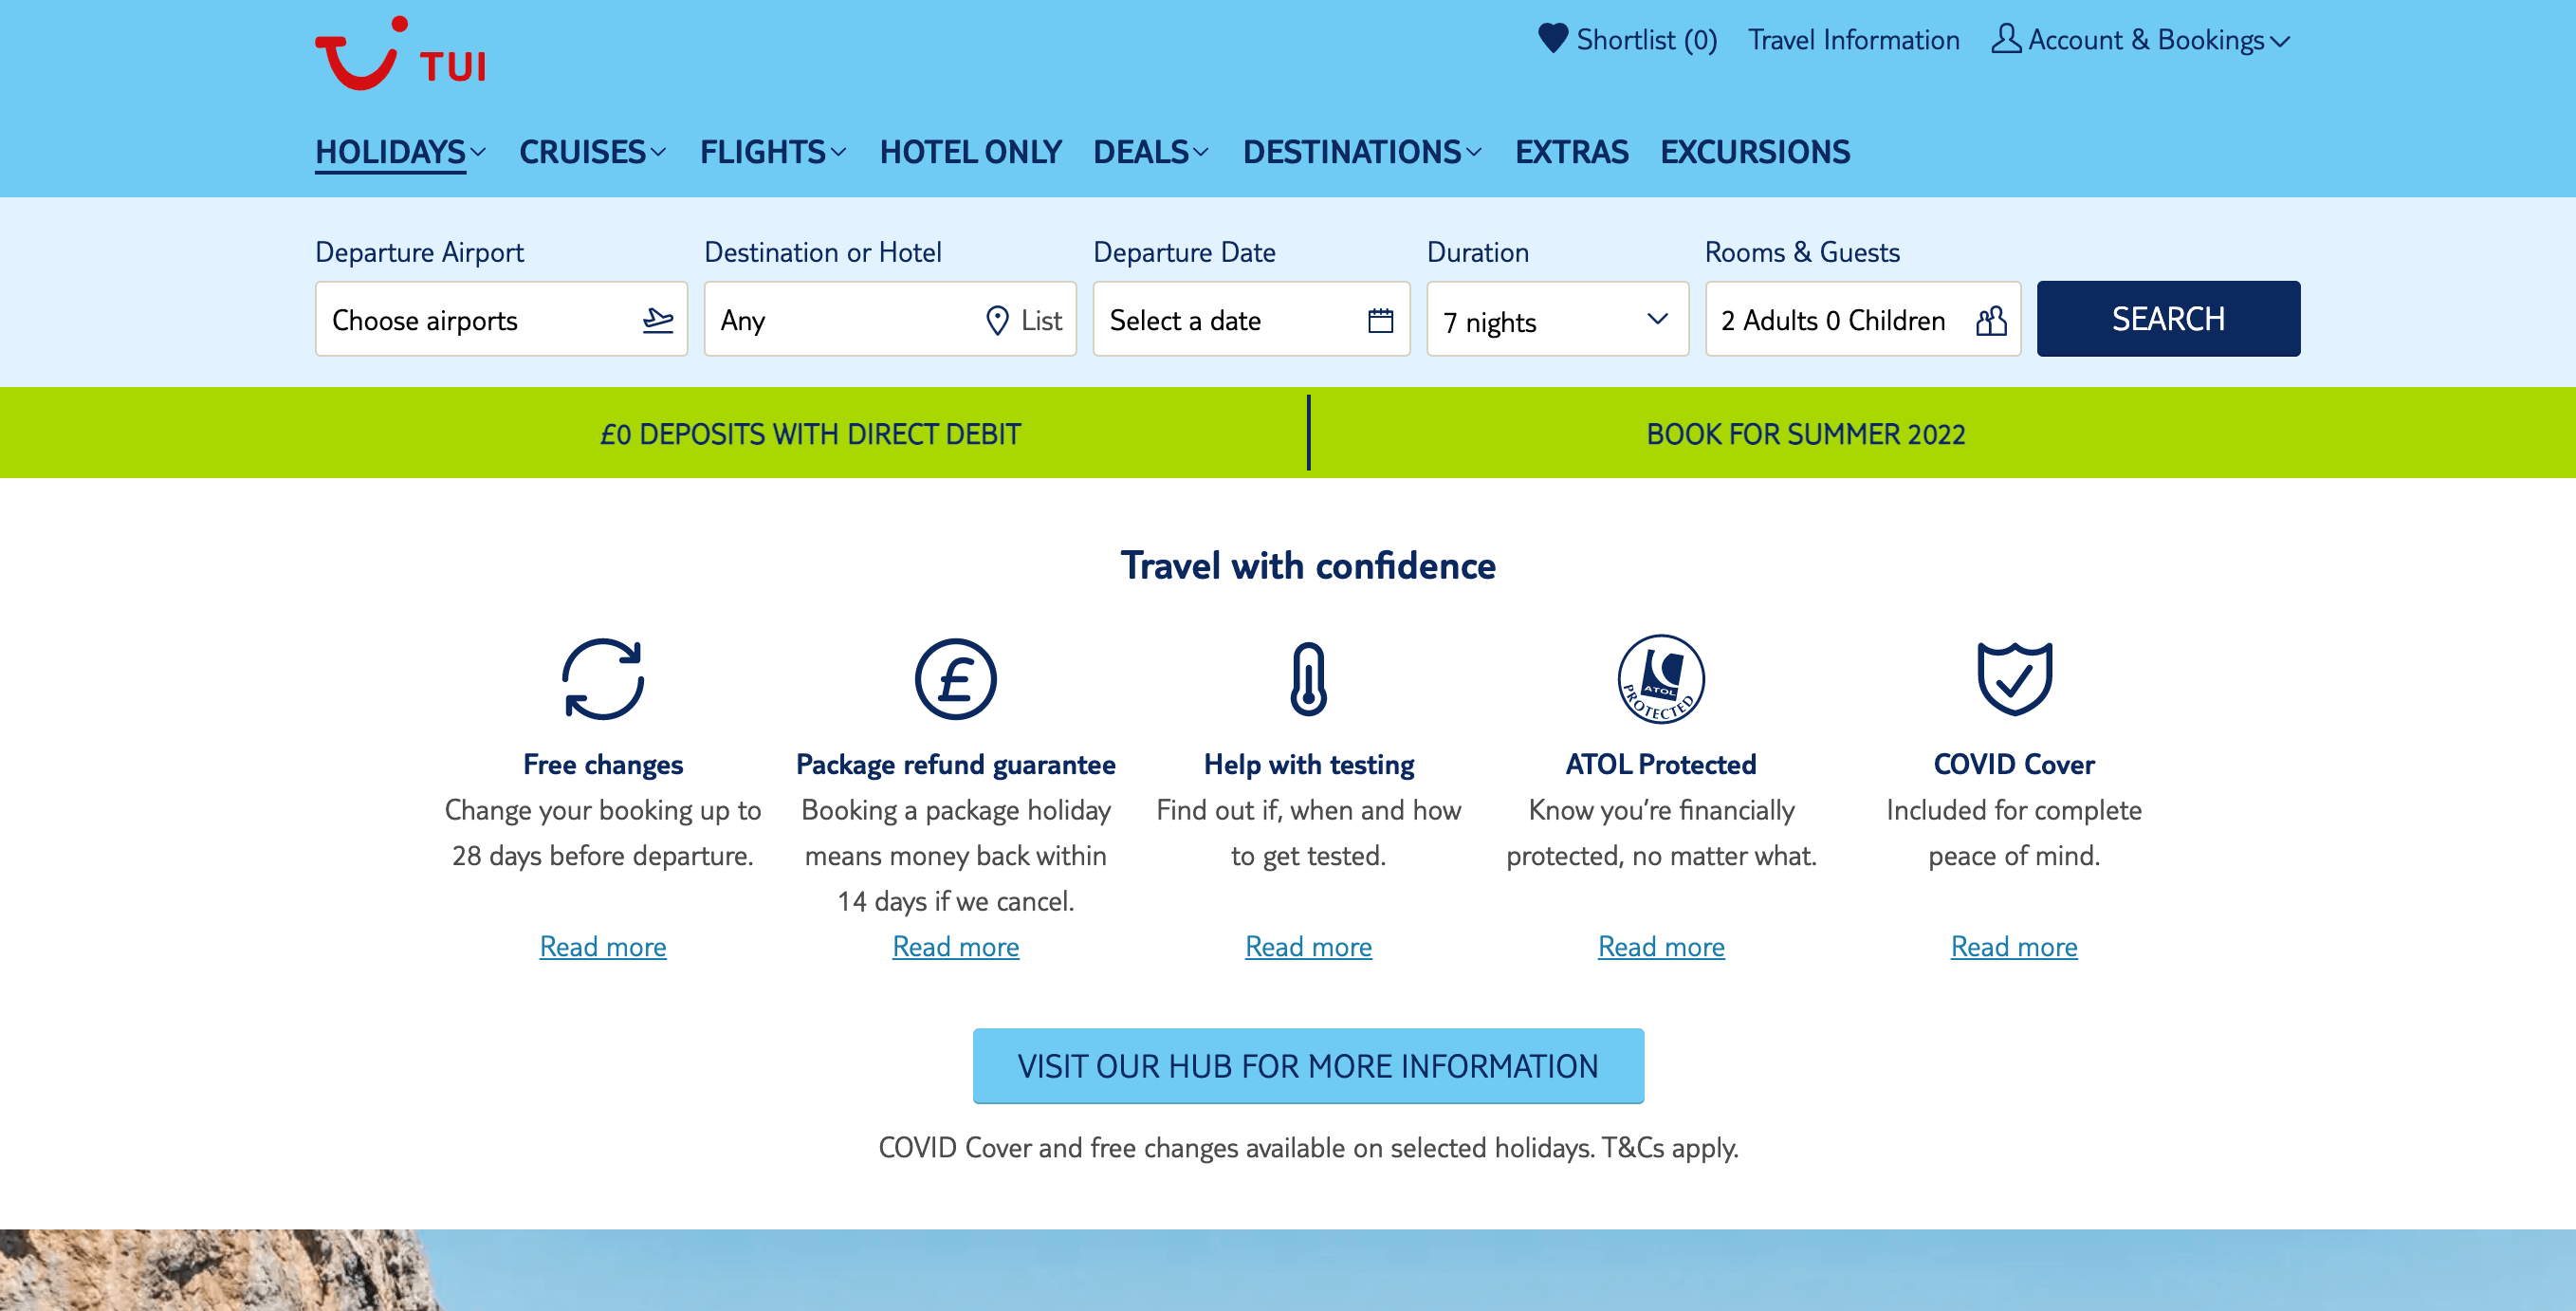 TUI
Shortlist (0) Travel Information Account & Bookings
HOLIDAYS CRUISES FLIGHTS HOTEL ONLY DEALS DESTINATIONS EXTRAS EXCURSIONS
Departure Airport Destination or Hotel Departure Date Duration Rooms & Guests
Choose airports Any List Select a date 7 nights 2 Adults 0 Children SEARCH
£0 DEPOSITS WITH DIRECT DEBIT BOOK FOR SUMMER 2022
Travel with confidence
£
ATOL
PROTECTED
Free changes
Change your booking up to
28 days before departure.
Read more
Package refund guarantee
Booking a package holiday
means money back within
14 days if we cancel.
Read more
Help with testing
Find out if, when and how
to get tested.
Read more
ATOL Protected
Know you’re financially
protected, no matter what.
Read more
COVID Cover
Included for complete
peace of mind.
Read more
VISIT OUR HUB FOR MORE INFORMATION
COVID Cover and free changes available on selected holidays. T&Cs apply.